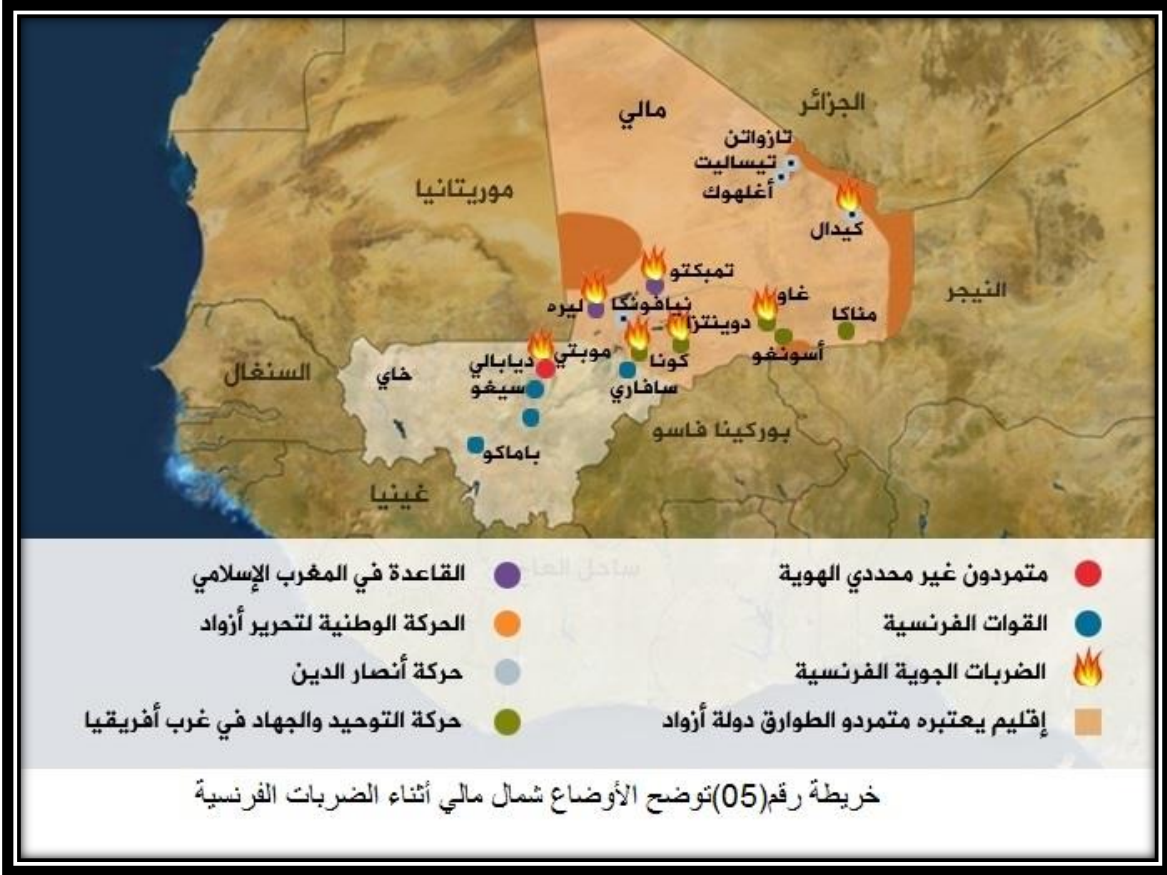 الجزائر
مالي
تازواتن
تيساليت
أغلهوك
موريتانيا
كيدال
تمبكتو
النيجر
غاو
نيافونكا
ليره
مناكا
دوينتزا
أسونغو
كونا
موبتي
ديابالي
السنغال
خاي
سيغو
سافاري
بوركينا فاسو
باماكو
غينيا
ساحل العاج
متمردون غير محددي الهوية
القوات الفرنسية
الضربات الجوية الفرنسية
إقليم يعتبره متمردو الطوارق دولة أزواد
القاعدة في المغرب الإسلامي
الحركة الوطنية لتحرير أزواد
حركة أنصار الدين
حركة التوحيد والجهاد في غرب أفريقيا
خريطة رقم(05)توضح الأوضاع شمال مالي أثناء الضربات الفرنسية